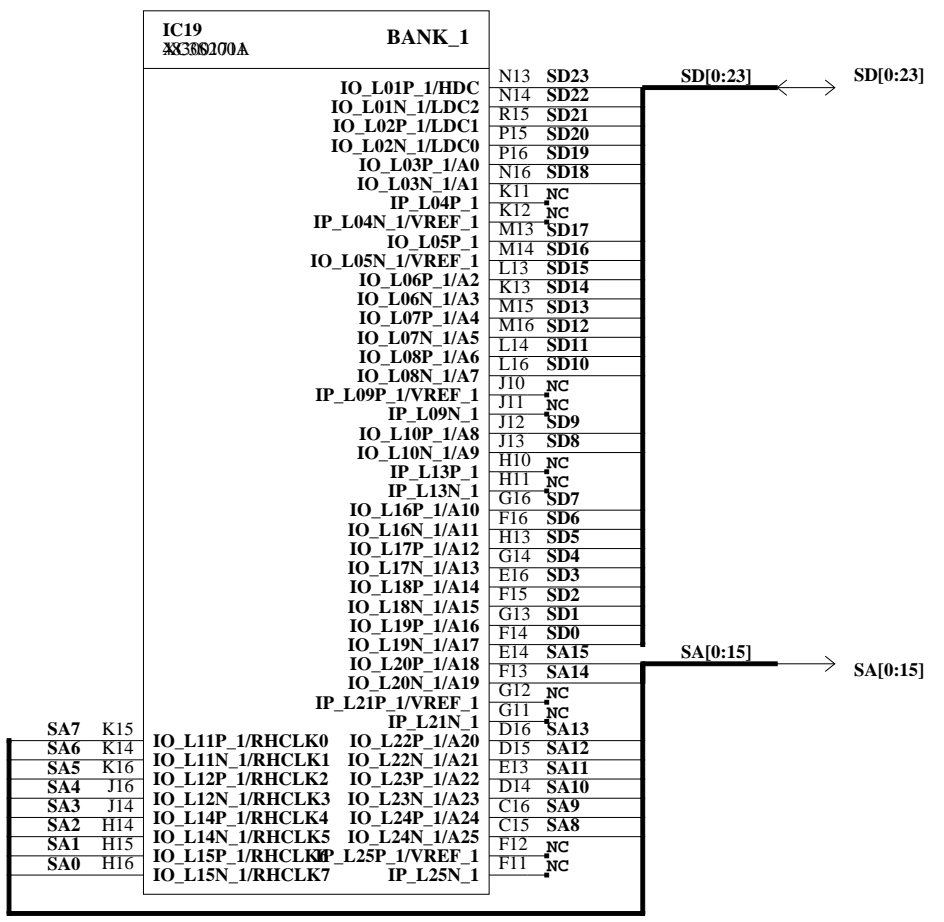 IC19
BANK_1
IO_L01P_1/HDC N13 SD23 SD[0:23] SD[0:23]
IO_L01N_1/LDC2 N14 SD22
IO_L02P_1/LDC1 R15 SD21
IO_L02N_1/LDC0 P15 SD20
IO_L03P_1/A0 P16 SD19
IO_L03N_1/A1 N16 SD18
IP_L04P_1 K11 NC
IP_L04N_1/VREF_1 K12 NC
IO_L05P_1 M13 SD17
IO_L05N_1/VREF_1 M14 SD16
IO_L06P_1/A2 L13 SD15
IO_L06N_1/A3 K13 SD14
IO_L07P_1/A4 M15 SD13
IO_L07N_1/A5 M16 SD12
IO_L08P_1/A6 L14 SD11
IO_L08N_1/A7 L16 SD10
IP_L09P_1/VREF_1 J10 NC
IP_L09N_1 J11 NC
IO_L10P_1/A8 J12 SD9
IO_L10N_1/A9 J13 SD8
IP_L13P_1 H10 NC
IP_L13N_1 H11 NC
IO_L16P_1/A10 G16 SD7
IO_L16N_1/A11 F16 SD6
IO_L17P_1/A12 H13 SD5
IO_L17N_1/A13 G14 SD4
IO_L18P_1/A14 E16 SD3
IO_L18N_1/A15 F15 SD2
IO_L19P_1/A16 G13 SD1
IO_L19N_1/A17 F14 SD0
IO_L20P_1/A18 E14 SA15 SA[0:15] SA[0:15]
IO_L20N_1/A19 F13 SA14
IP_L21P_1/VREF_1 G12 NC
IP_L21N_1 G11 NC
SA7 K15 IO_L11P_1/RHCLK0 IO_L22P_1/A20 D16 SA13
SA6 K14 IO_L11N_1/RHCLK1 IO_L22N_1/A21 D15 SA12
SA5 K16 IO_L12P_1/RHCLK2 IO_L23P_1/A22 E13 SA11
SA4 J16 IO_L12N_1/RHCLK3 IO_L23N_1/A23 D14 SA10
SA3 J14 IO_L14P_1/RHCLK4 IO_L24P_1/A24 C16 SA9
SA2 H14 IO_L14N_1/RHCLK5 IO_L24N_1/A25 C15 SA8
SA1 H15 IO_L15P_1/RHCLK6 IP_L25P_1/VREF_1 F12 NC
SA0 H16 IO_L15N_1/RHCLK7 IP_L25N_1 F11 NC